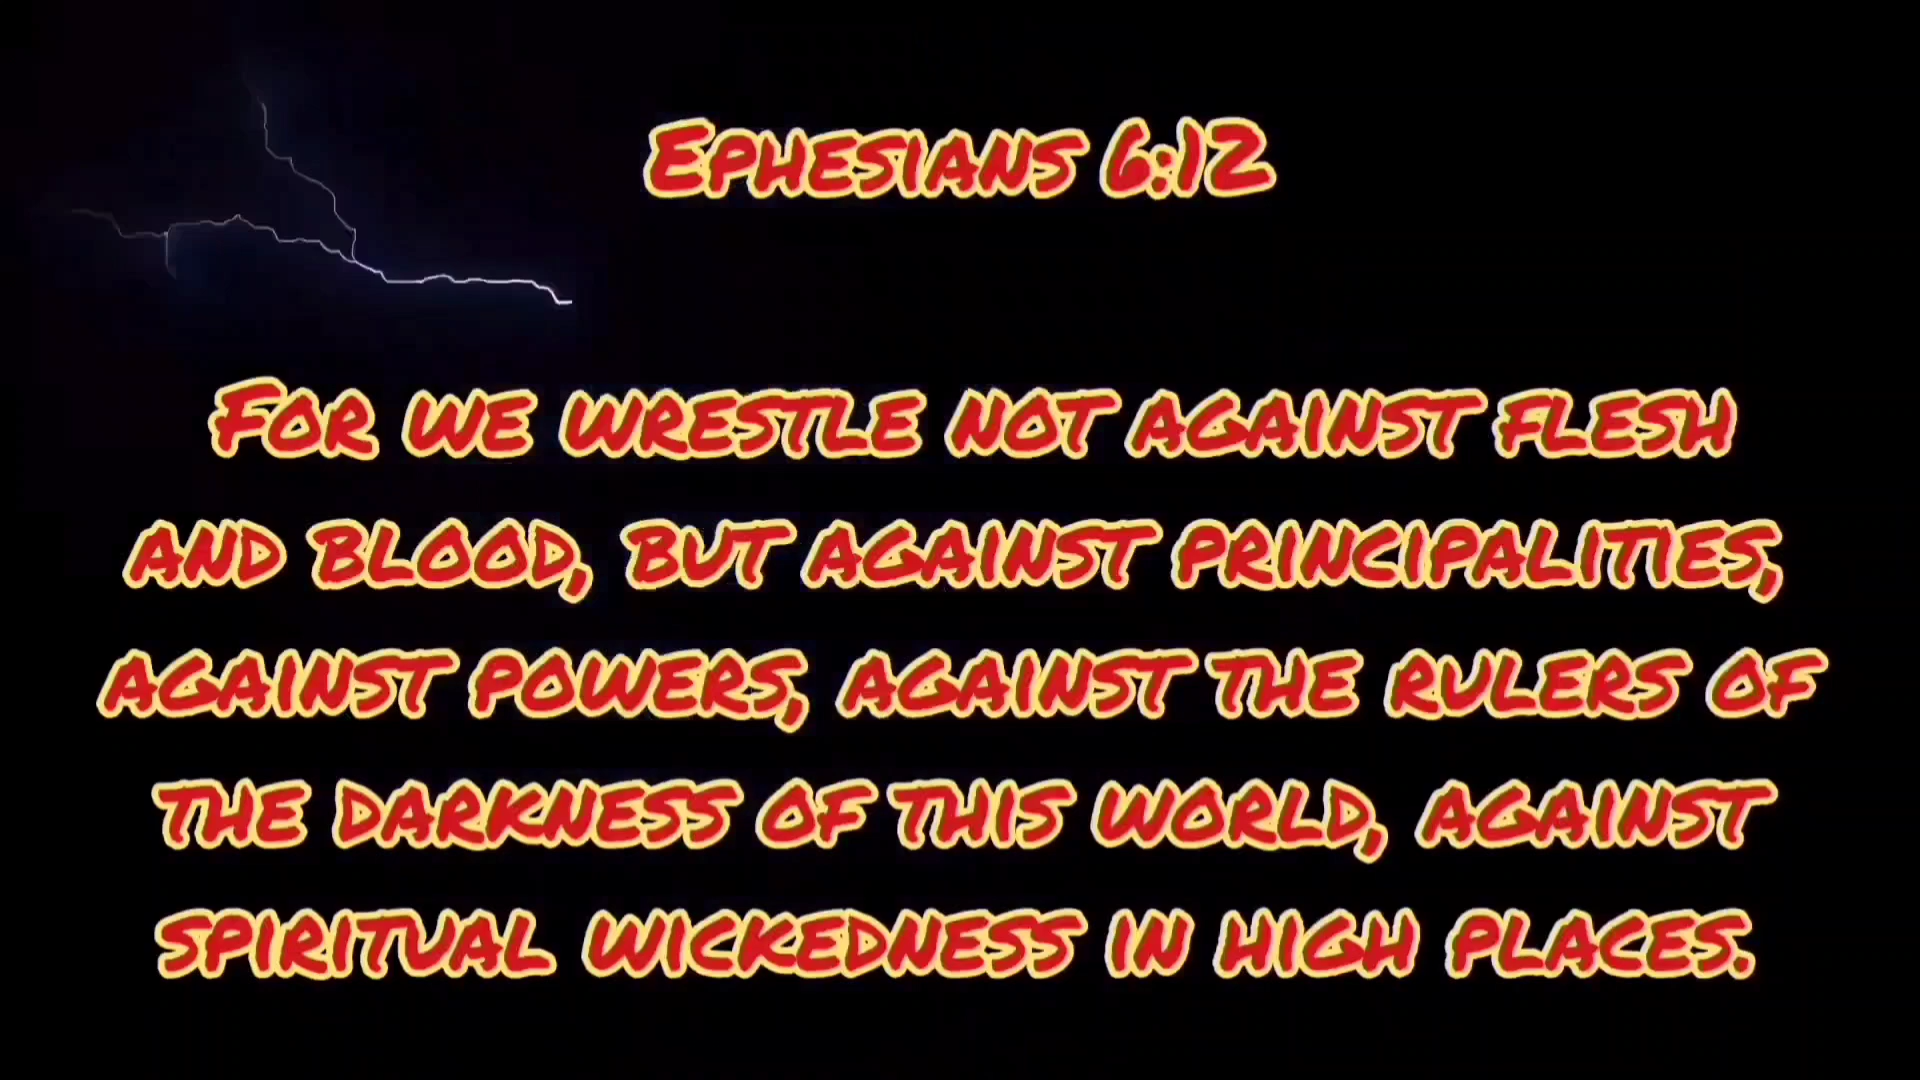 Ephesians 6:12
For we wrestle not against flesh
and blood, but against principalities,
against powers, against the rulers of
the darkness of this world, against
spiritual wickedness in high places.